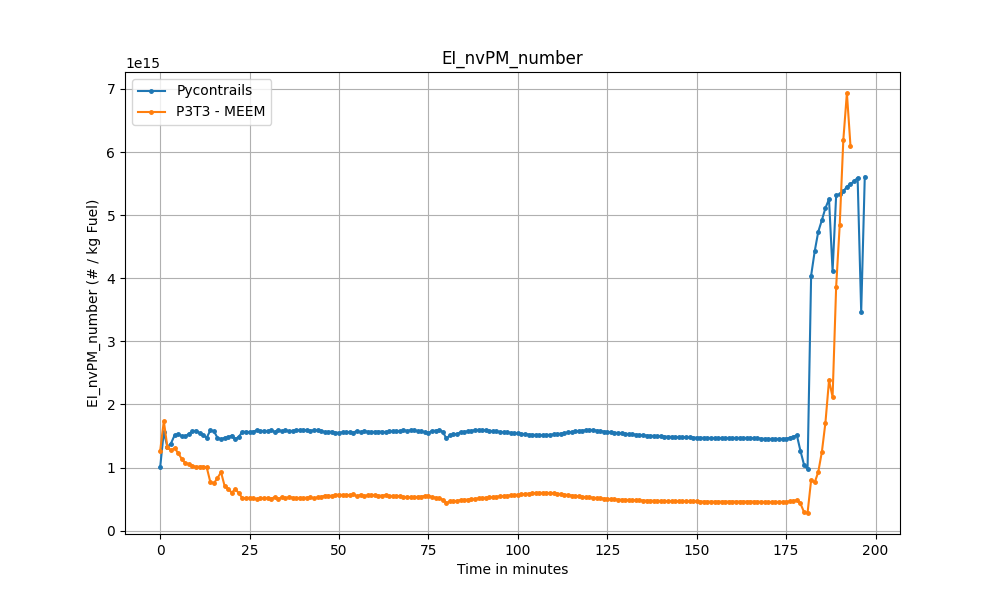 EI_nvPM_number
1e15
Pycontrails
P3T3 - MEEM
7
6
5
4
3
2
1
0
EI_nvPM_number (# / kg Fuel)
0 25 50 75 100 125 150 175 200
Time in minutes